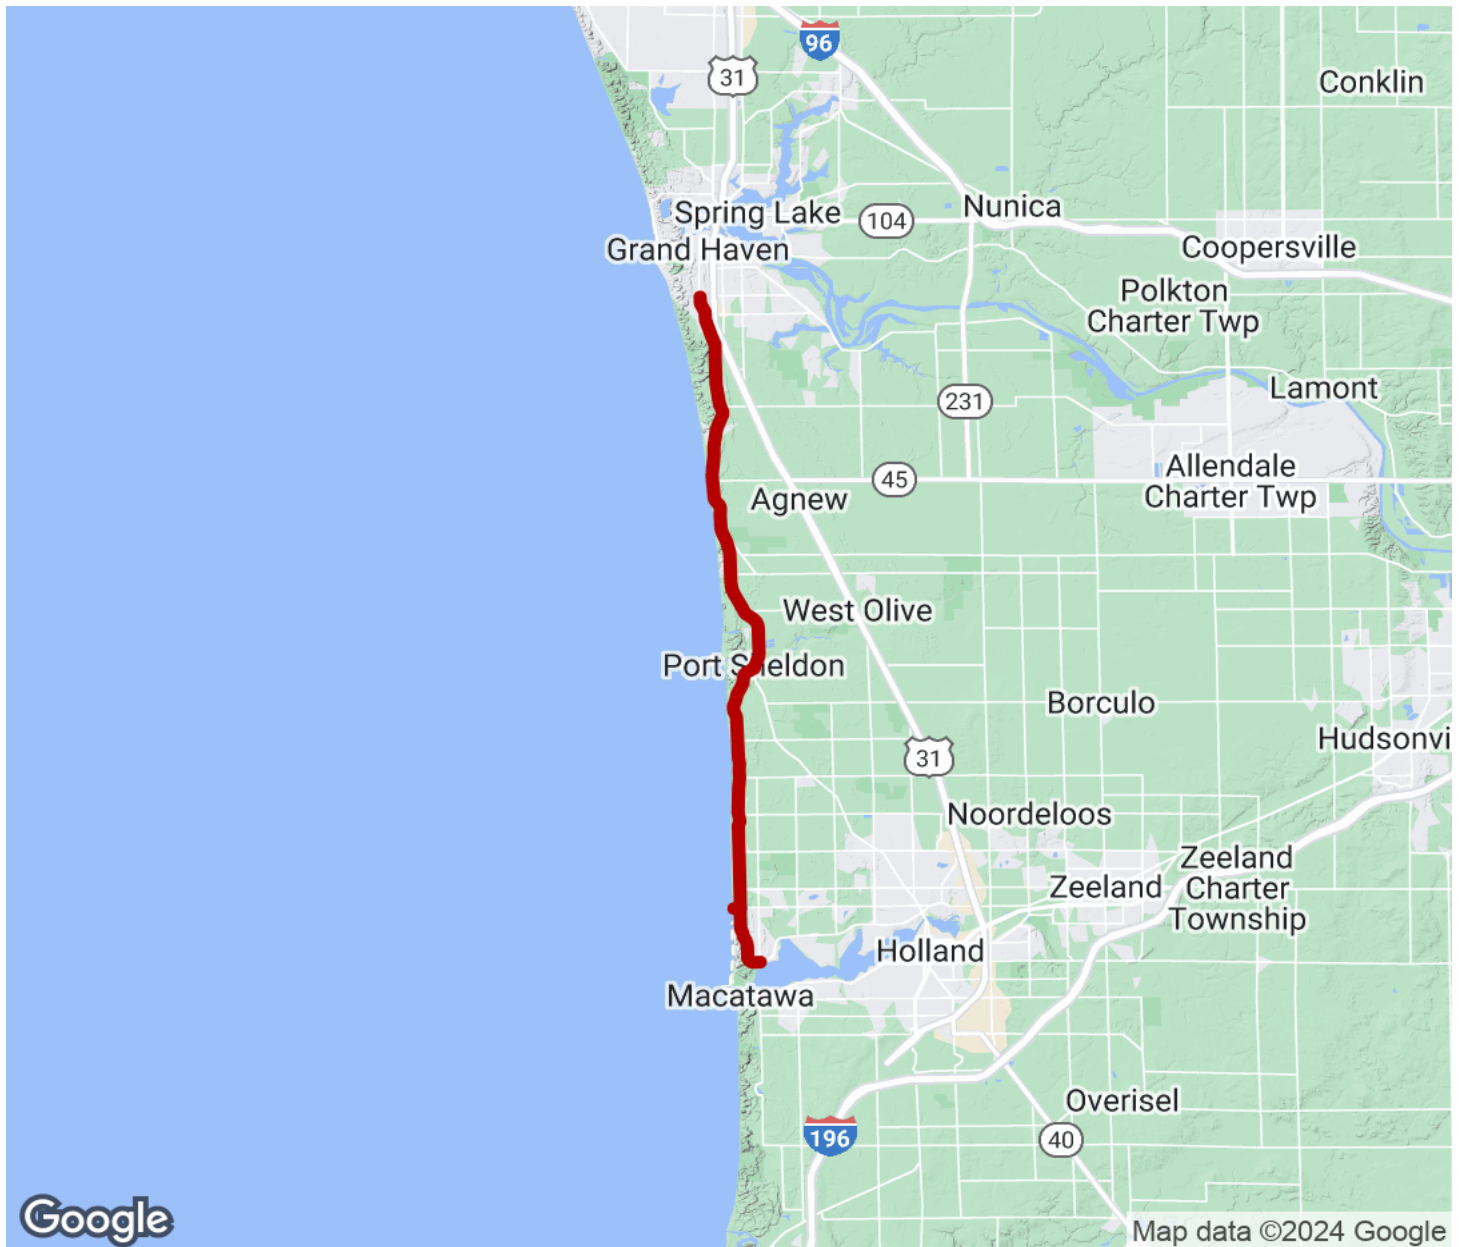 96
31
Conklin
Spring Lake
104
Nunica
Grand Haven
Coopersville
Polkton
Charter Twp
Lamont
231
Allendale
Charter Twp
45
Agnew
West Olive
Port Sheldon
Borculo
Hudsonvi
31
Noordeloos
Zeeland
Zeeland
Charter
Township
Holland
Macatawa
Overisel
196
40
Google
Map data ©2024 Google